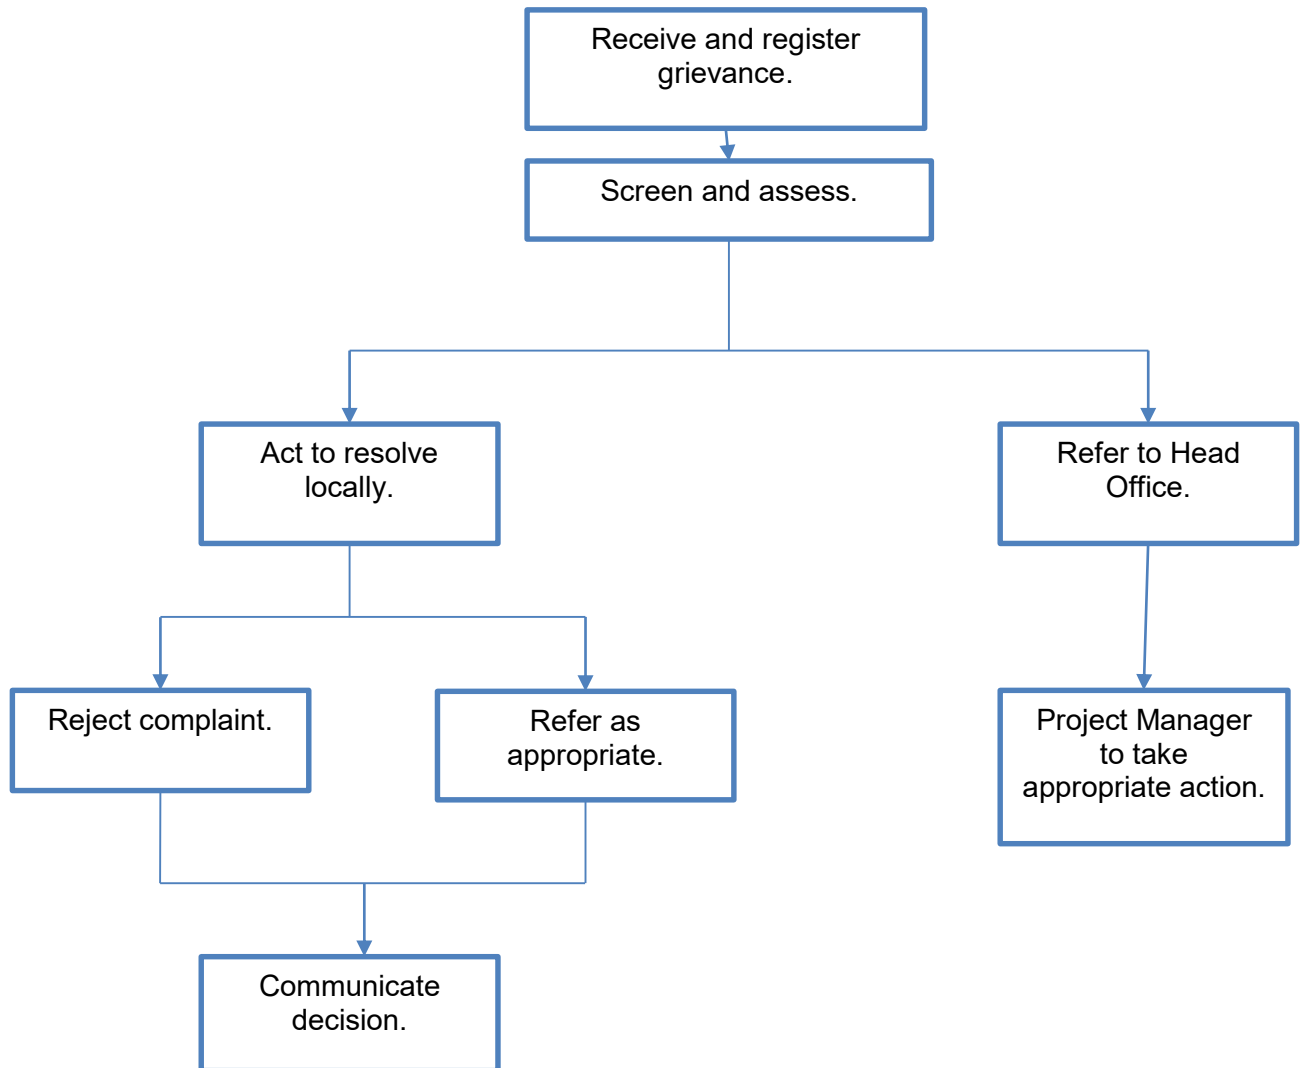 Receive and register
grievance.
Screen and assess.
Act to resolve
locally.
Refer to Head
Office.
Reject complaint.
Refer as
appropriate.
Project Manager
to take
appropriate action.
Communicate
decision.